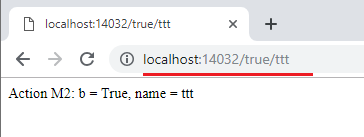 localhost:14032/true/ttt
localhost:14032/true/ttt
Action M2: b = True, name = ttt